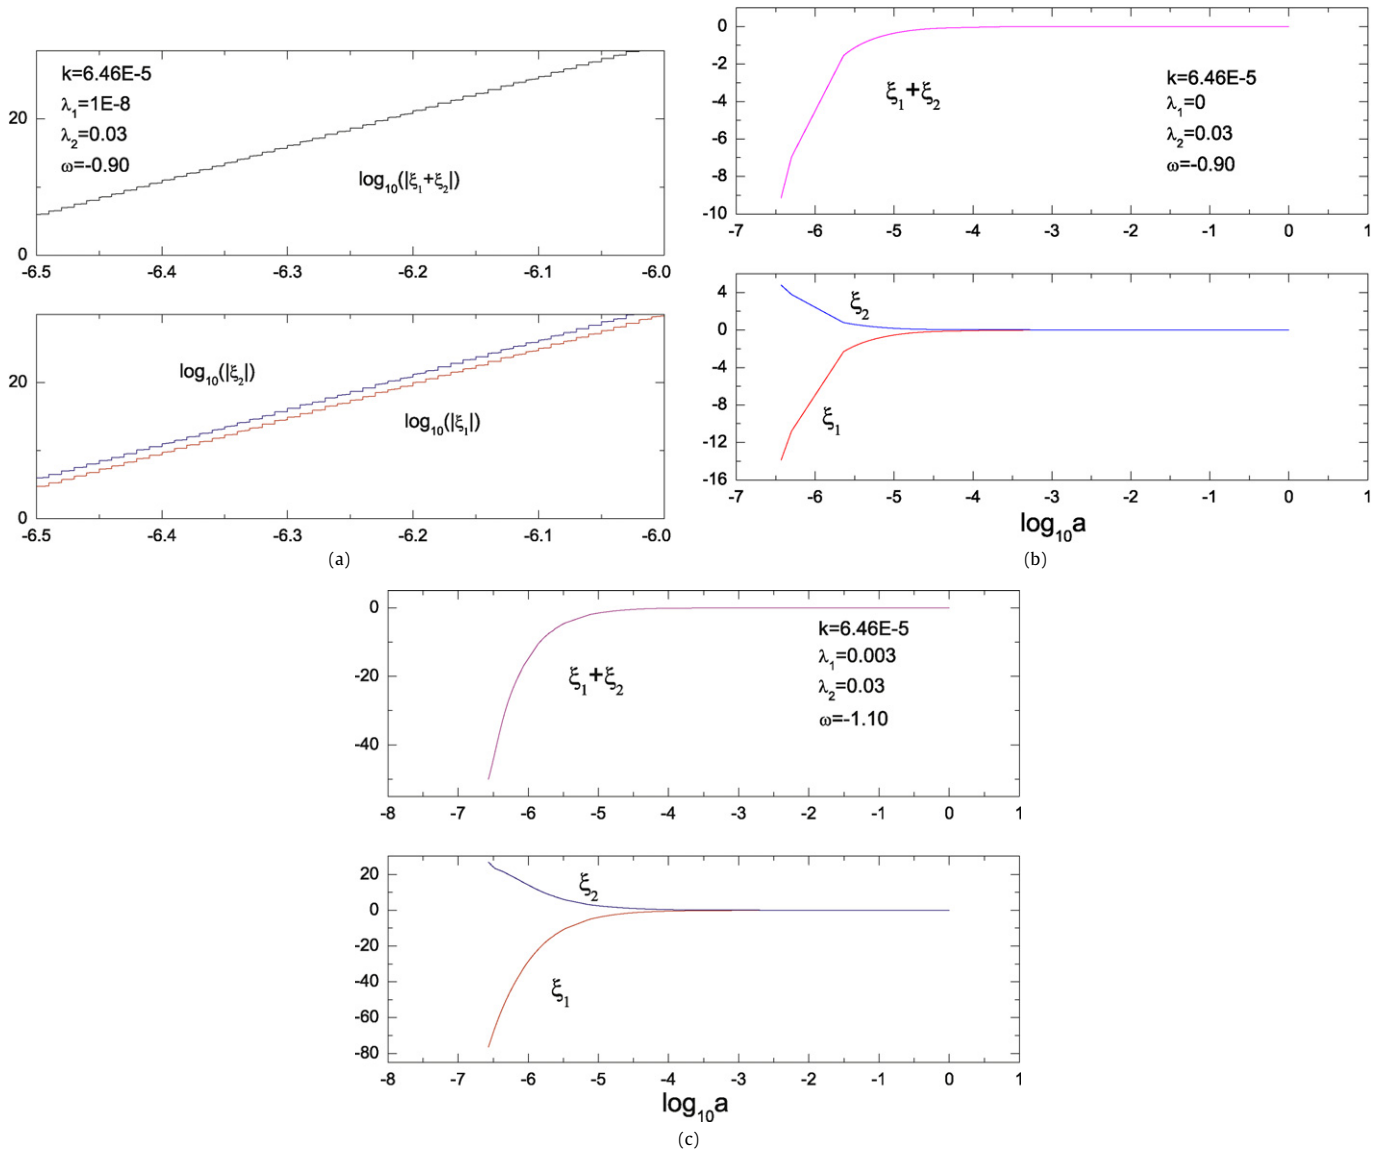 k=6.46E-5
λ₁=1E-8
λ₂=0.03
ω=-0.90
log₁₀(|ξ₁+ξ₂|)
20
0
-6.5 -6.4 -6.3 -6.2 -6.1 -6.0
log₁₀(|ξ₂|)
log₁₀(|ξ₁|)
20
0
-6.5 -6.4 -6.3 -6.2 -6.1 -6.0
(a)
0
-2
-4
-6
-8
-10
ξ₁+ξ₂
k=6.46E-5
λ₁=0
λ₂=0.03
ω=-0.90
-7 -6 -5 -4 -3 -2 -1 0 1
4
0
-4
-8
-12
-16
ξ₂
ξ₁
-7 -6 -5 -4 -3 -2 -1 0 1
log₁₀a
(b)
0
-20
-40
ξ₁+ξ₂
k=6.46E-5
λ₁=0.003
λ₂=0.03
ω=-1.10
-8 -7 -6 -5 -4 -3 -2 -1 0 1
20
0
-20
-40
-60
-80
ξ₂
ξ₁
-8 -7 -6 -5 -4 -3 -2 -1 0 1
log₁₀a
(c)